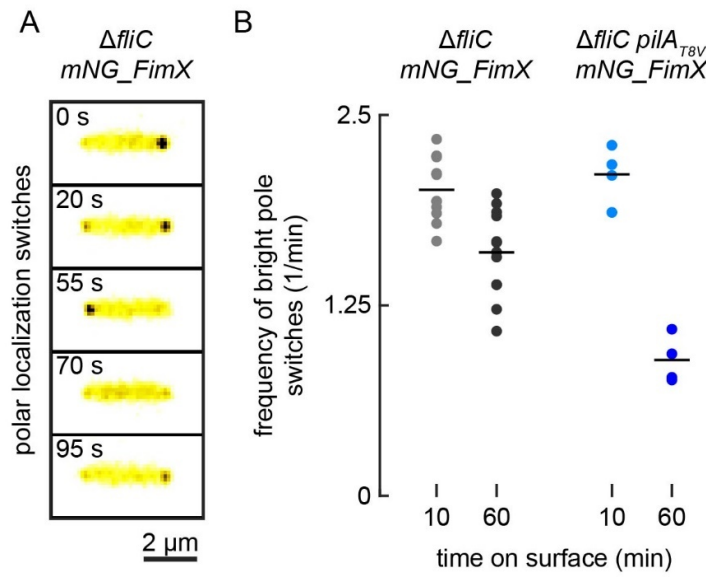 A
ΔfliC
mNG_FimX
polar localization switches
0 s
20 s
55 s
70 s
95 s
2 μm
B
ΔfliC
mNG_FimX
ΔfliC pilA_T8V
mNG_FimX
frequency of bright pole
switches (1/min)
2.5
1.25
0
10
60
10
60
time on surface (min)